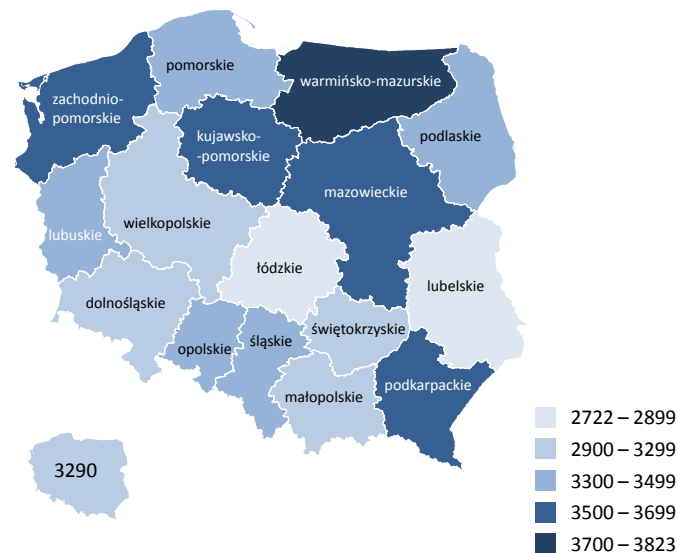 pomorskie
warmińsko-mazurskie
zachodnio-
pomorskie
kujawsko-
-pomorskie
podlaskie
mazowieckie
wielkopolskie
lubuskie
łódzkie
lubelskie
dolnośląskie
świętokrzyskie
śląskie
opolskie
podkarpackie
małopolskie
3290
2722 – 2899
2900 – 3299
3300 – 3499
3500 – 3699
3700 – 3823